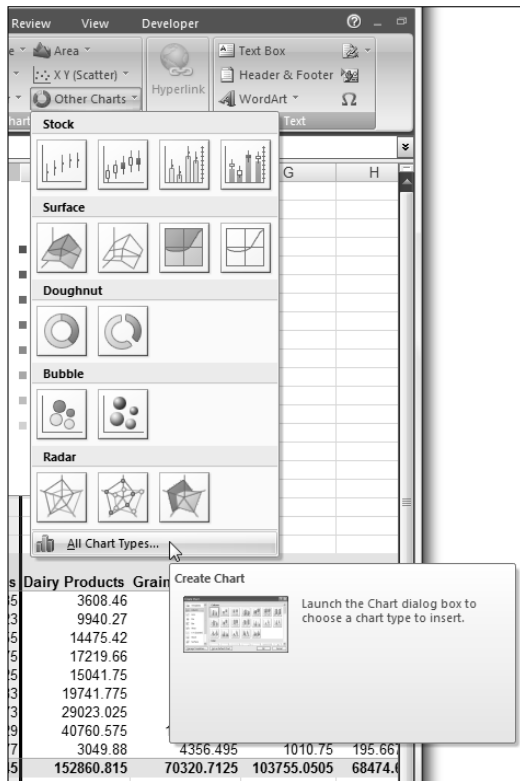 Review View Developer
Area
Text Box
X Y (Scatter)
Hyperlink
Header & Footer
Other Charts
WordArt
Ω
Text
Stock
G H
Surface
Doughnut
Bubble
Radar
All Chart Types...
Create Chart
Launch the Chart dialog box to
choose a chart type to insert.
Dairy Products
3608.46
9940.27
14475.42
17219.66
15041.75
19741.775
29023.025
40760.575
3049.88 4356.495 1010.75 195.667
152860.815 70320.7125 103755.0505 68474.